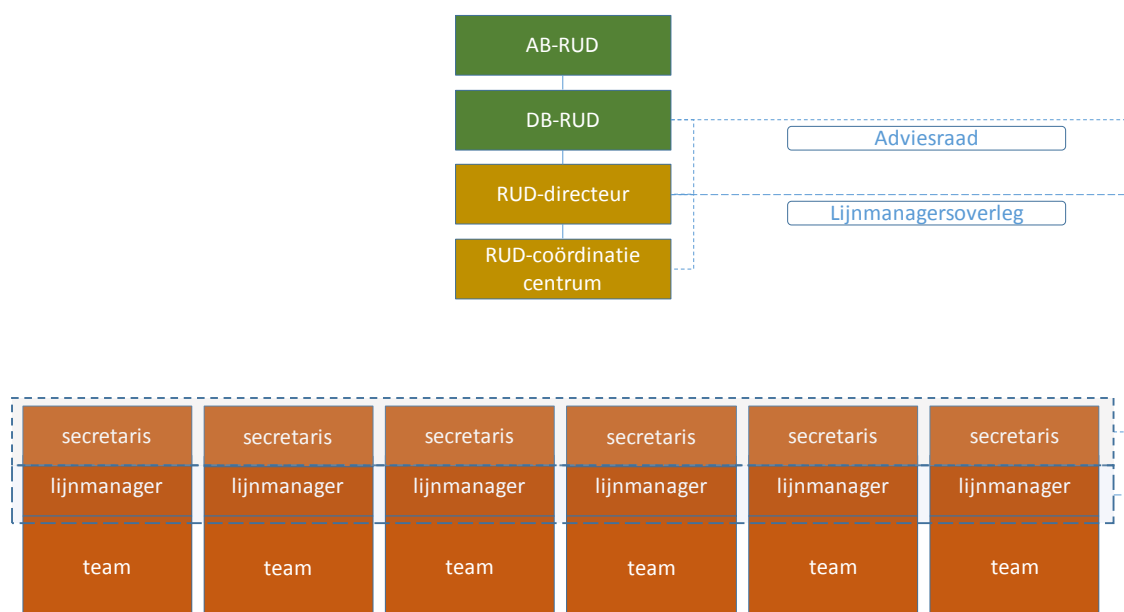 AB-RUD
DB-RUD
Adviesraad
RUD-directeur
Lijnmanagersoverleg
RUD-coördinatie
centrum
secretaris secretaris secretaris secretaris secretaris secretaris
lijnmanager lijnmanager lijnmanager lijnmanager lijnmanager lijnmanager
team team team team team team